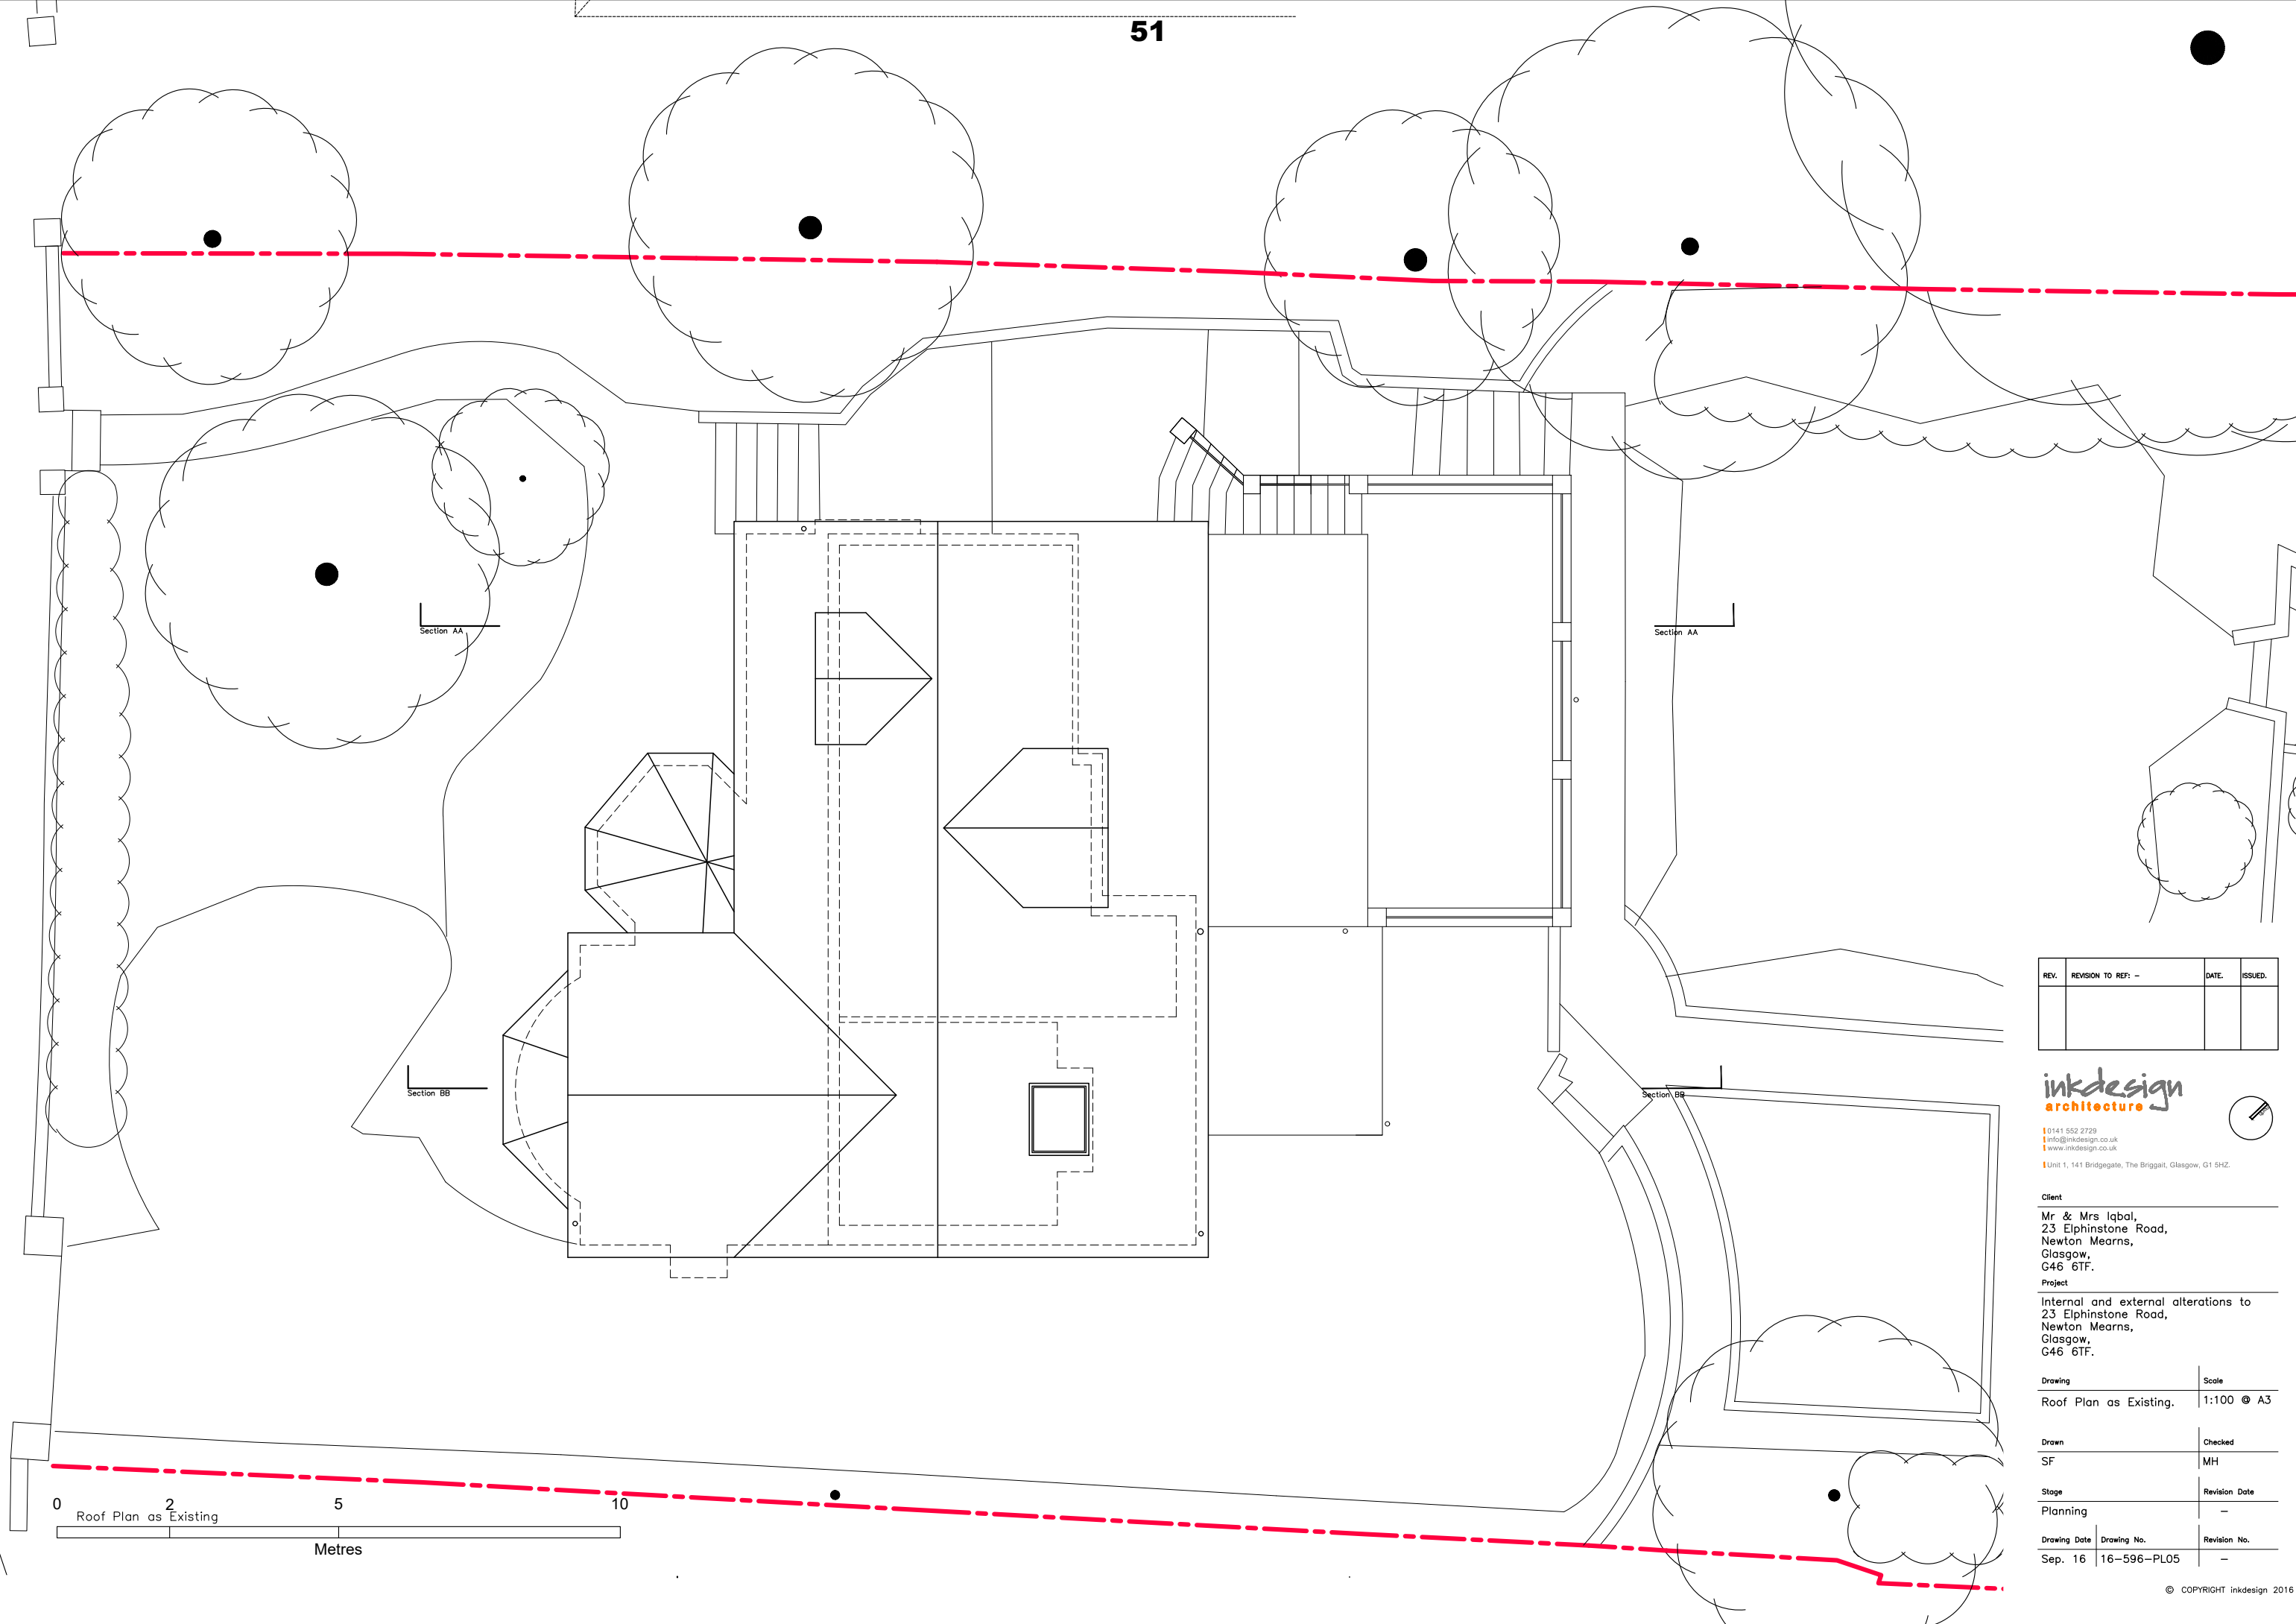 51
Section AA
Section AA
Section BB
Section BB
0 2 5 10
Roof Plan as Existing
Metres
REV. REVISION TO REF: – DATE. ISSUED.
inkdesign
architecture
0141 552 2729
info@inkdesign.co.uk
www.inkdesign.co.uk
Unit 1, 141 Bridgegate, The Briggait, Glasgow, G1 5HZ.
Client
Mr & Mrs Iqbal,
23 Elphinstone Road,
Newton Mearns,
Glasgow,
G46 6TF.
Project
Internal and external alterations to
23 Elphinstone Road,
Newton Mearns,
Glasgow,
G46 6TF.
Drawing Scale
Roof Plan as Existing. 1:100 @ A3
Drawn Checked
SF MH
Stage Revision Date
Planning –
Drawing Date Drawing No. Revision No.
Sep. 16 16–596–PL05 –
© COPYRIGHT inkdesign 2016